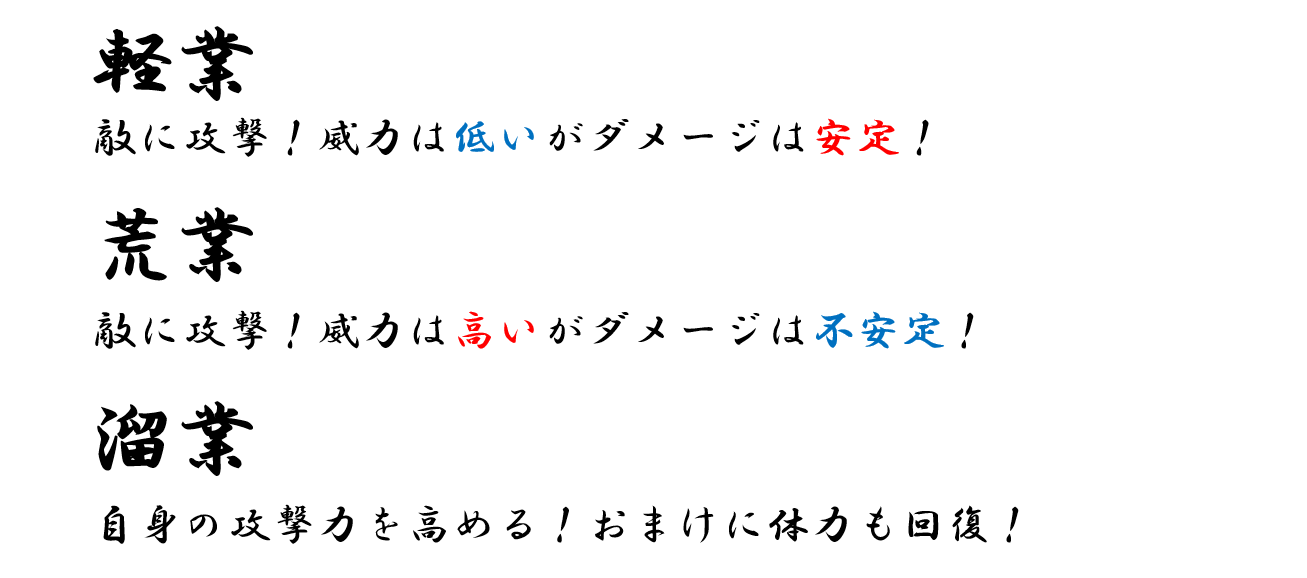 軽業
敵に攻撃！威力は低いがダメージは安定！
荒業
敵に攻撃！威力は高いがダメージは不安定！
溜業
自身の攻撃力を高める！おまけに体力も回復！